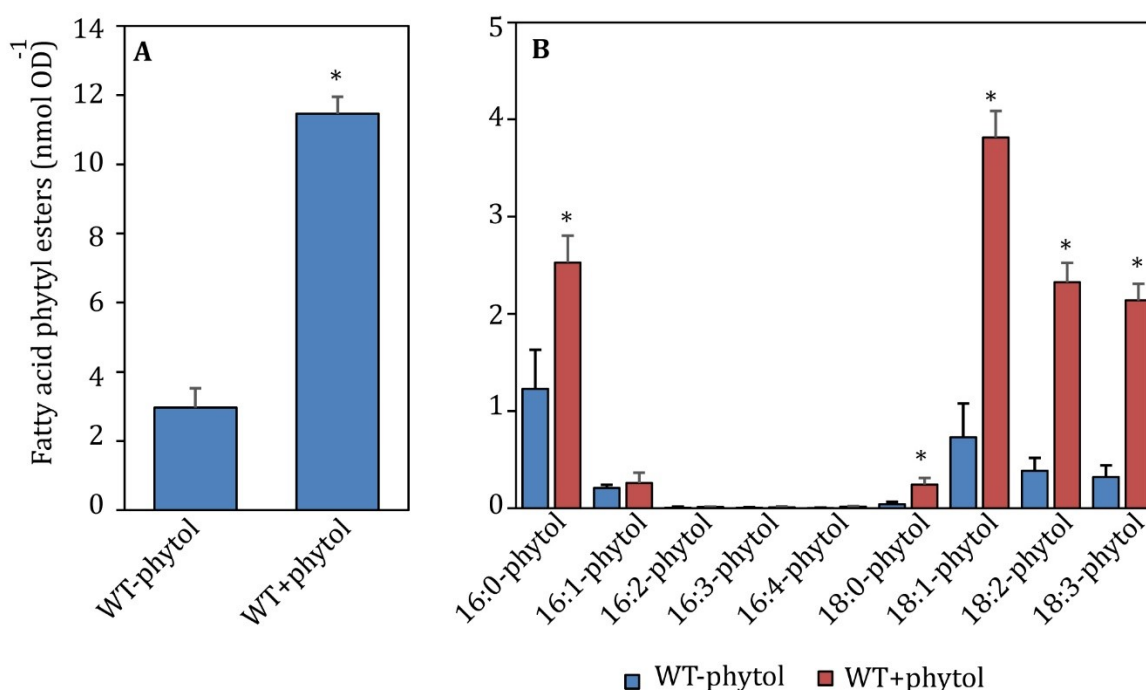 A
Fatty acid phytyl esters (nmol OD-1)
14
12
10
8
6
4
2
0
*
WT-phytol
WT+phytol
B
5
4
3
2
1
0
*
*
*
*
*
16:0-phytol
16:1-phytol
16:2-phytol
16:3-phytol
16:4-phytol
18:0-phytol
18:1-phytol
18:2-phytol
18:3-phytol
WT-phytol WT+phytol